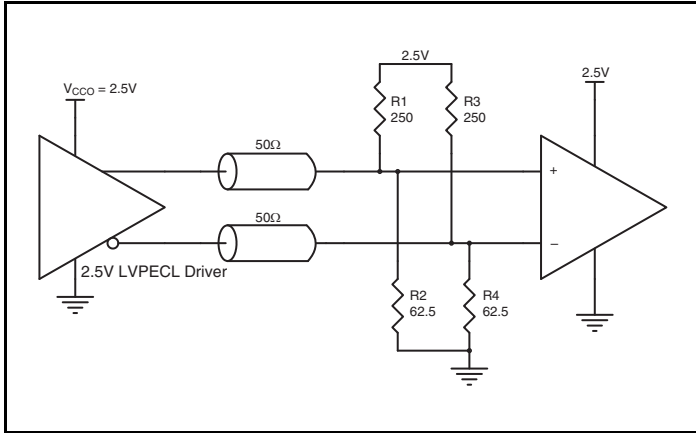 2.5V
V_CCO = 2.5V
2.5V
R1
250
R3
250
50Ω
+
50Ω
–
2.5V LVPECL Driver
R2
62.5
R4
62.5